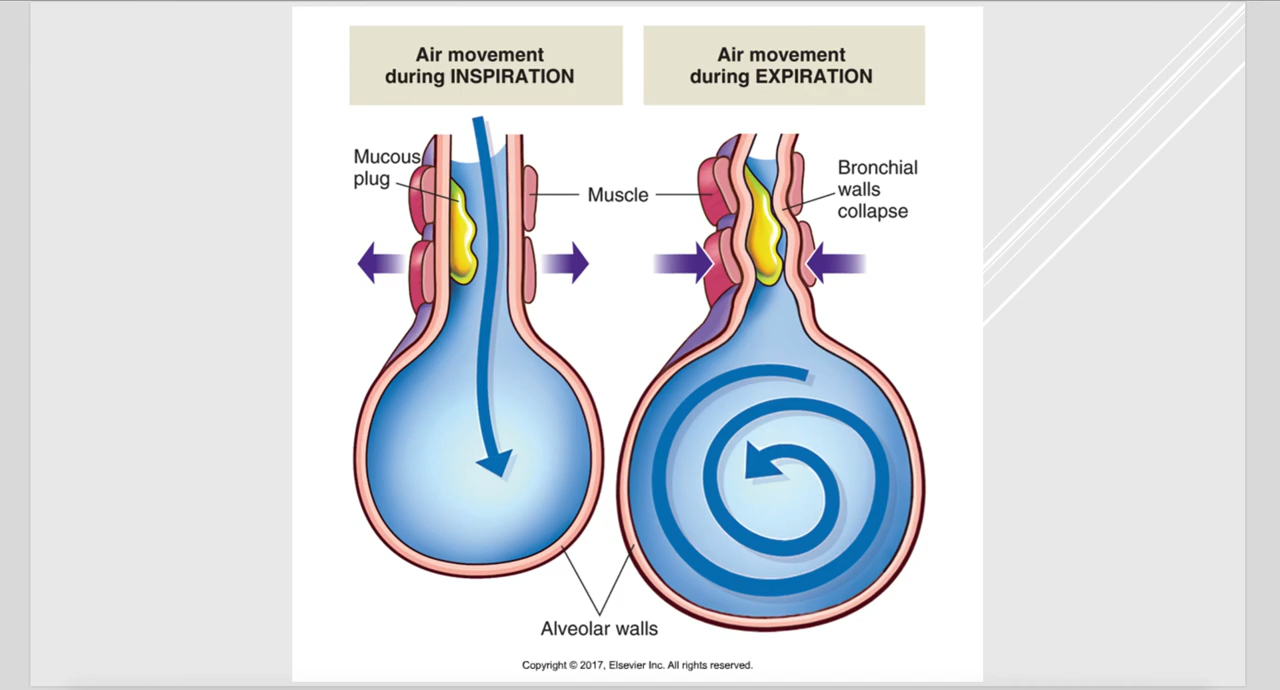 Air movement
during INSPIRATION
Air movement
during EXPIRATION
Mucous
plug
Muscle
Bronchial
walls
collapse
Alveolar walls
Copyright © 2017, Elsevier Inc. All rights reserved.